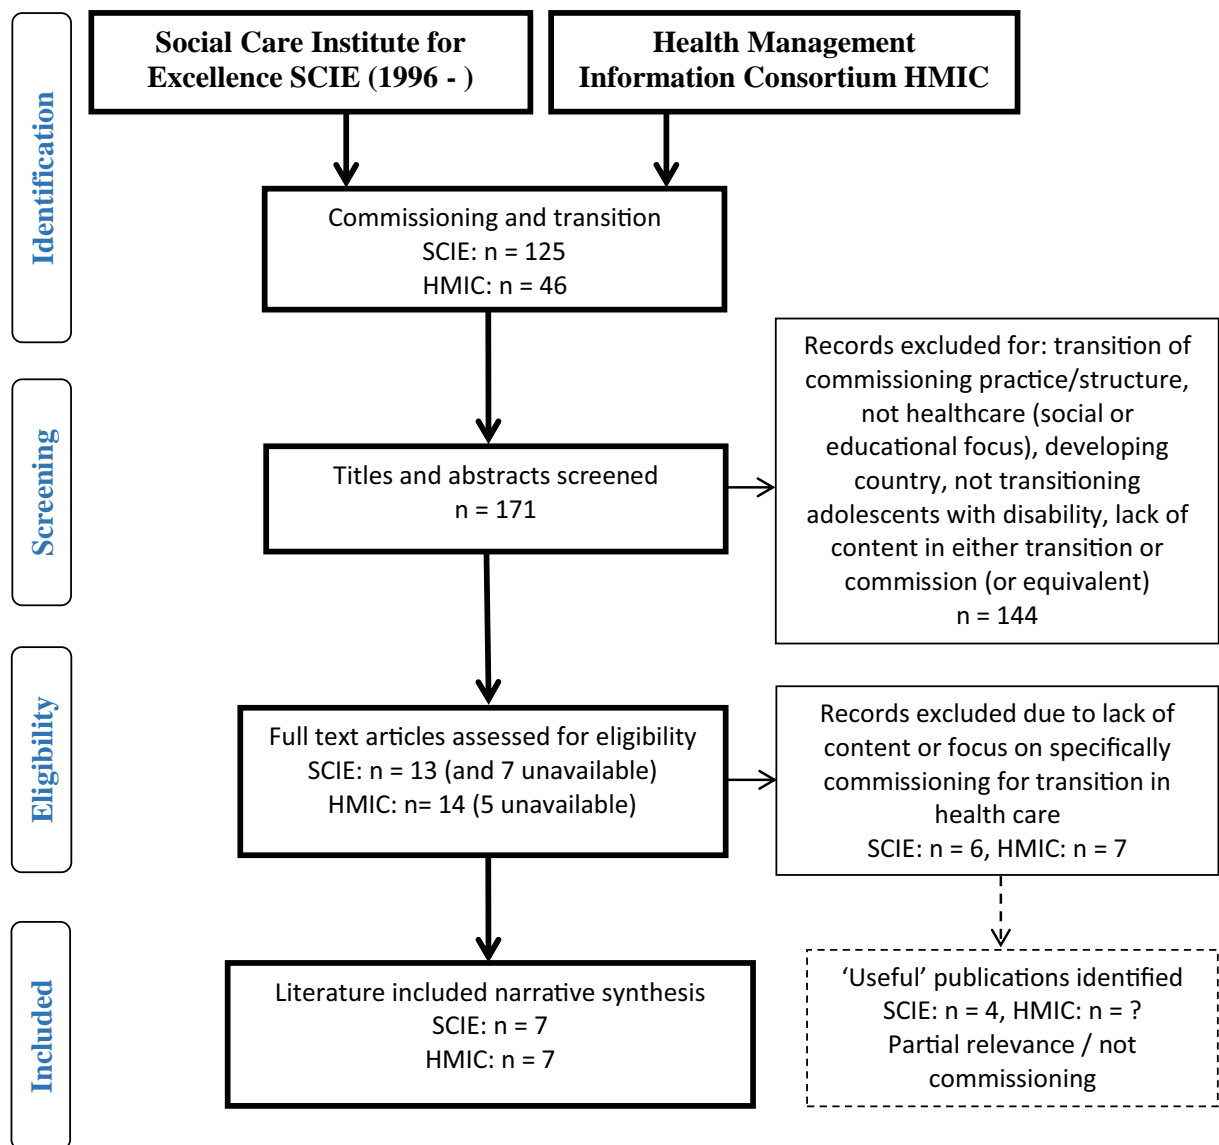 Identification
Social Care Institute for
Excellence SCIE (1996 - )
Health Management
Information Consortium HMIC
Commissioning and transition
SCIE: n = 125
HMIC: n = 46
Screening
Titles and abstracts screened
n = 171
Records excluded for: transition of
commissioning practice/structure,
not healthcare (social or
educational focus), developing
country, not transitioning
adolescents with disability, lack of
content in either transition or
commission (or equivalent)
n = 144
Eligibility
Full text articles assessed for eligibility
SCIE: n = 13 (and 7 unavailable)
HMIC: n= 14 (5 unavailable)
Records excluded due to lack of
content or focus on specifically
commissioning for transition in
health care
SCIE: n = 6, HMIC: n = 7
Included
Literature included narrative synthesis
SCIE: n = 7
HMIC: n = 7
‘Useful’ publications identified
SCIE: n = 4, HMIC: n = ?
Partial relevance / not
commissioning